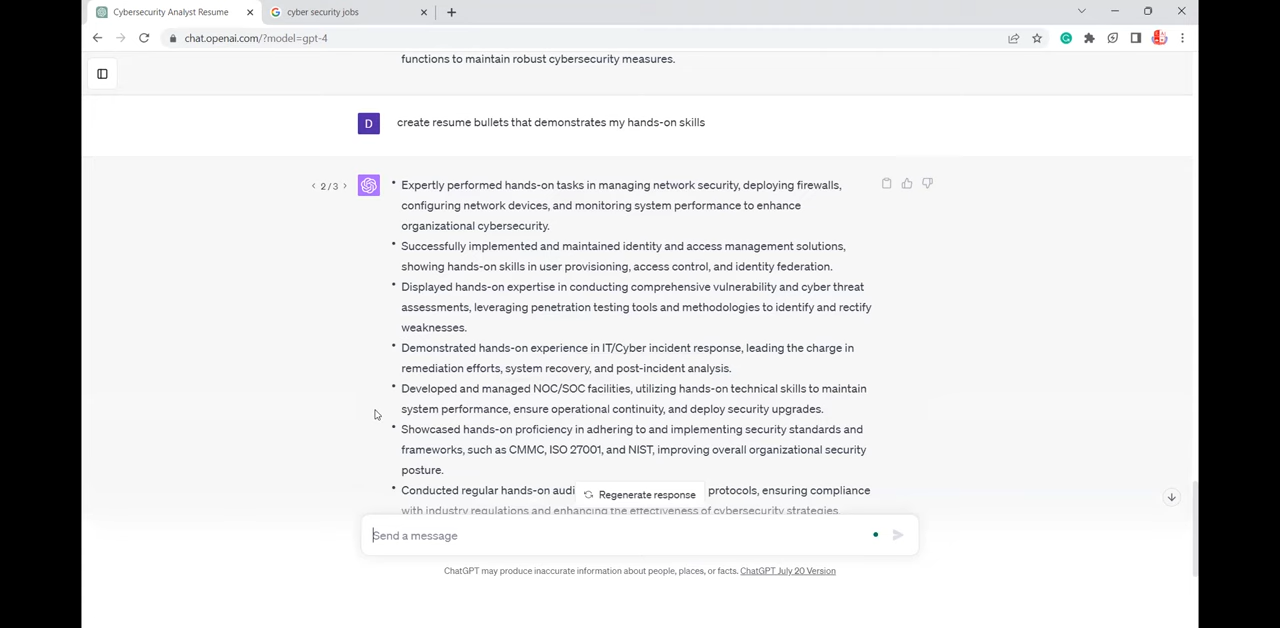 Cybersecurity Analyst Resume
cyber security jobs
chat.openai.com/?model=gpt-4
functions to maintain robust cybersecurity measures.
D
create resume bullets that demonstrates my hands-on skills
< 2 / 3 >
• Expertly performed hands-on tasks in managing network security, deploying firewalls,
configuring network devices, and monitoring system performance to enhance
organizational cybersecurity.
• Successfully implemented and maintained identity and access management solutions,
showing hands-on skills in user provisioning, access control, and identity federation.
• Displayed hands-on expertise in conducting comprehensive vulnerability and cyber threat
assessments, leveraging penetration testing tools and methodologies to identify and rectify
weaknesses.
• Demonstrated hands-on experience in IT/Cyber incident response, leading the charge in
remediation efforts, system recovery, and post-incident analysis.
• Developed and managed NOC/SOC facilities, utilizing hands-on technical skills to maintain
system performance, ensure operational continuity, and deploy security upgrades.
• Showcased hands-on proficiency in adhering to and implementing security standards and
frameworks, such as CMMC, ISO 27001, and NIST, improving overall organizational security
posture.
• Conducted regular hands-on audi
Regenerate response
protocols, ensuring compliance
with industry regulations and enhancing the effectiveness of cybersecurity strategies.
Send a message
ChatGPT may produce inaccurate information about people, places, or facts. ChatGPT July 20 Version